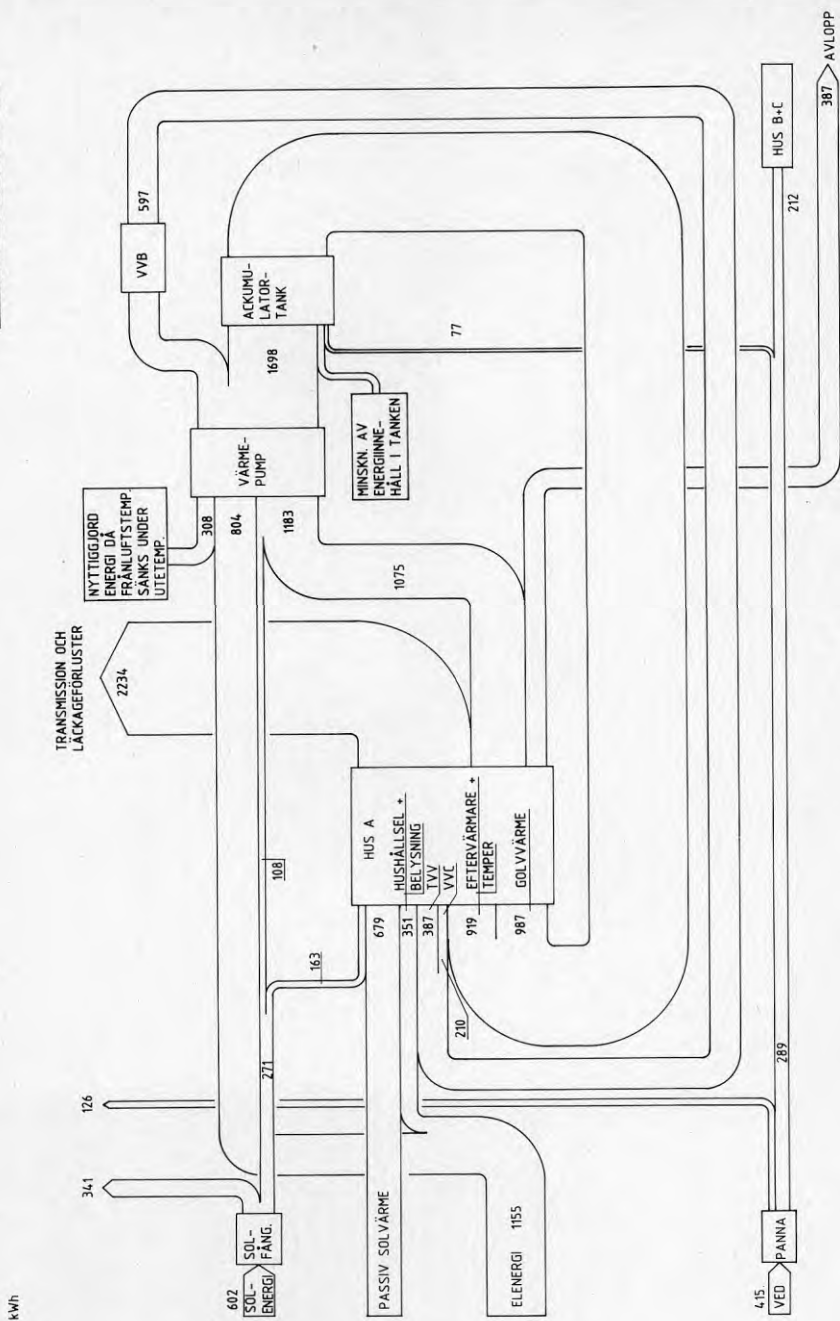 kWh
TRANSMISSION OCH
LÄCKAGEFÖRLUSTER
2234
NYTTIGGJORD
ENERGI DÅ
FRÅNLUFTSTEMP.
SÄNKS UNDER
UTETEMP.
308
804
1183
VÄRME-
PUMP
VVB
597
1698
ACKUMU-
LATOR-
TANK
MINSKN. AV
ENERGIINNE-
HÅLL I TANKEN
77
1075
341
126
602
SOL-
ENERGI
SOL-
FÅNG.
271
108
163
PASSIV SOLVÄRME
679
ELENERGI 1155
HUS A
351
HUSHÅLLSEL +
BELYSNING
387
TVV
VVC
210
919
EFTERVÄRMARE +
TEMPER
987
GOLVVÄRME
415
VED
PANNA
289
212
HUS B+C
387
AVLOPP